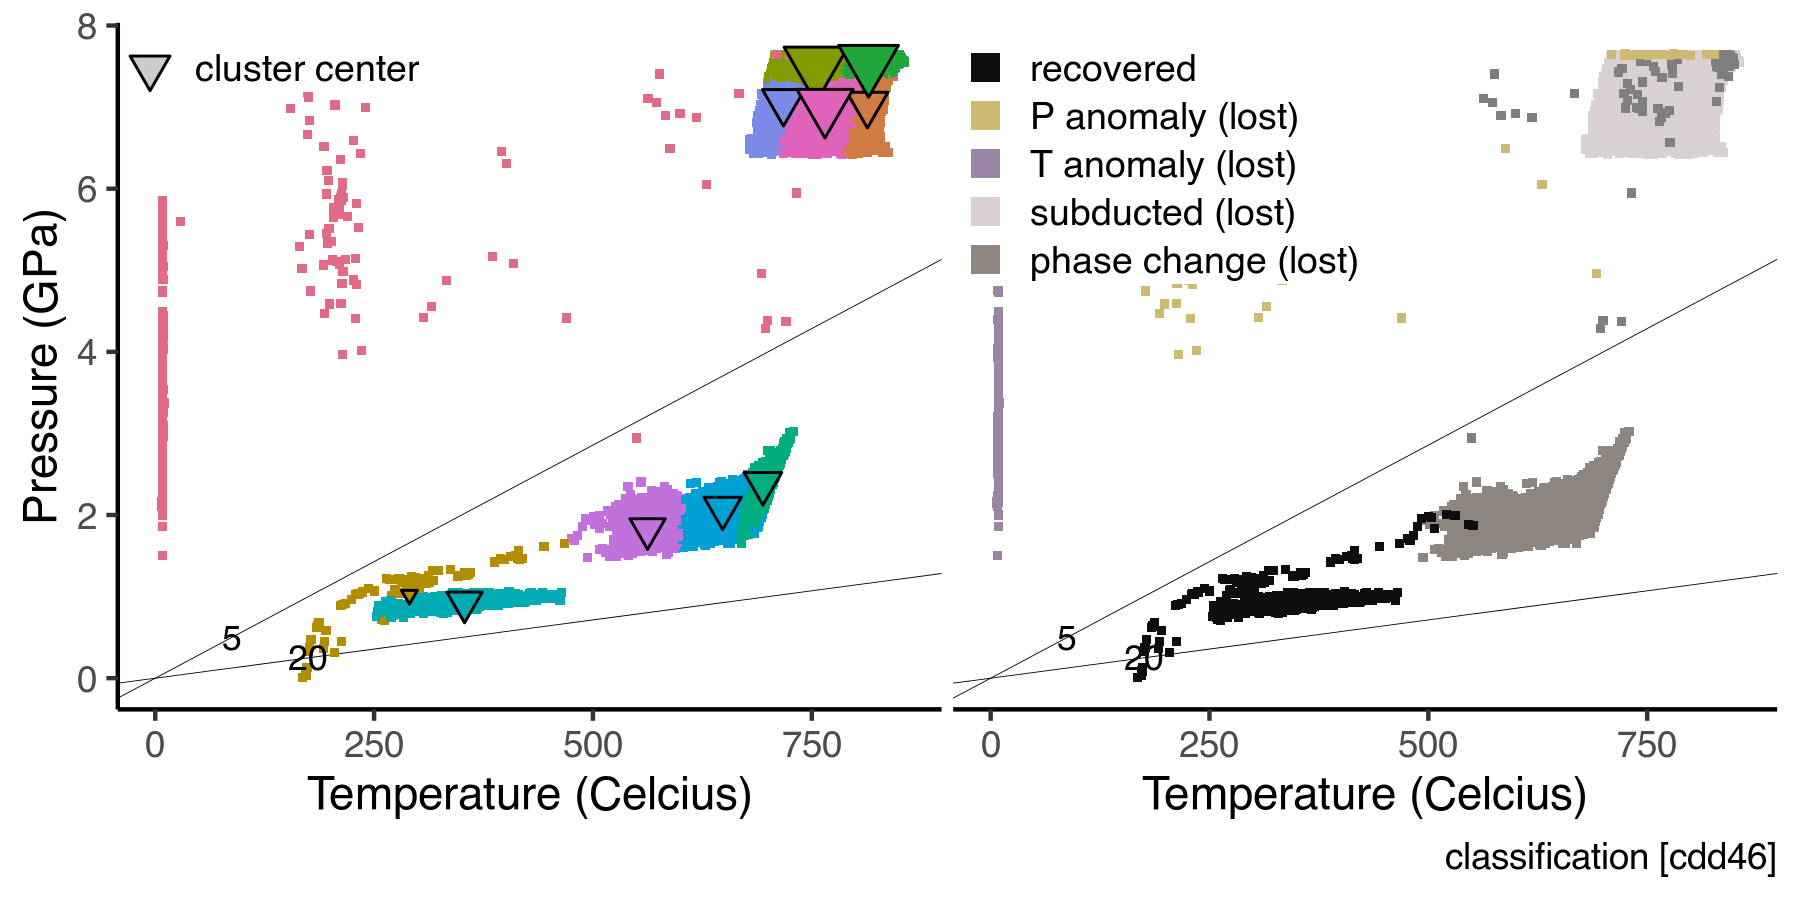 8
6
4
2
0
Pressure (GPa)
cluster center
5
20
0
250
500
750
Temperature (Celcius)
recovered
P anomaly (lost)
T anomaly (lost)
subducted (lost)
phase change (lost)
5
20
0
250
500
750
Temperature (Celcius)
classification [cdd46]